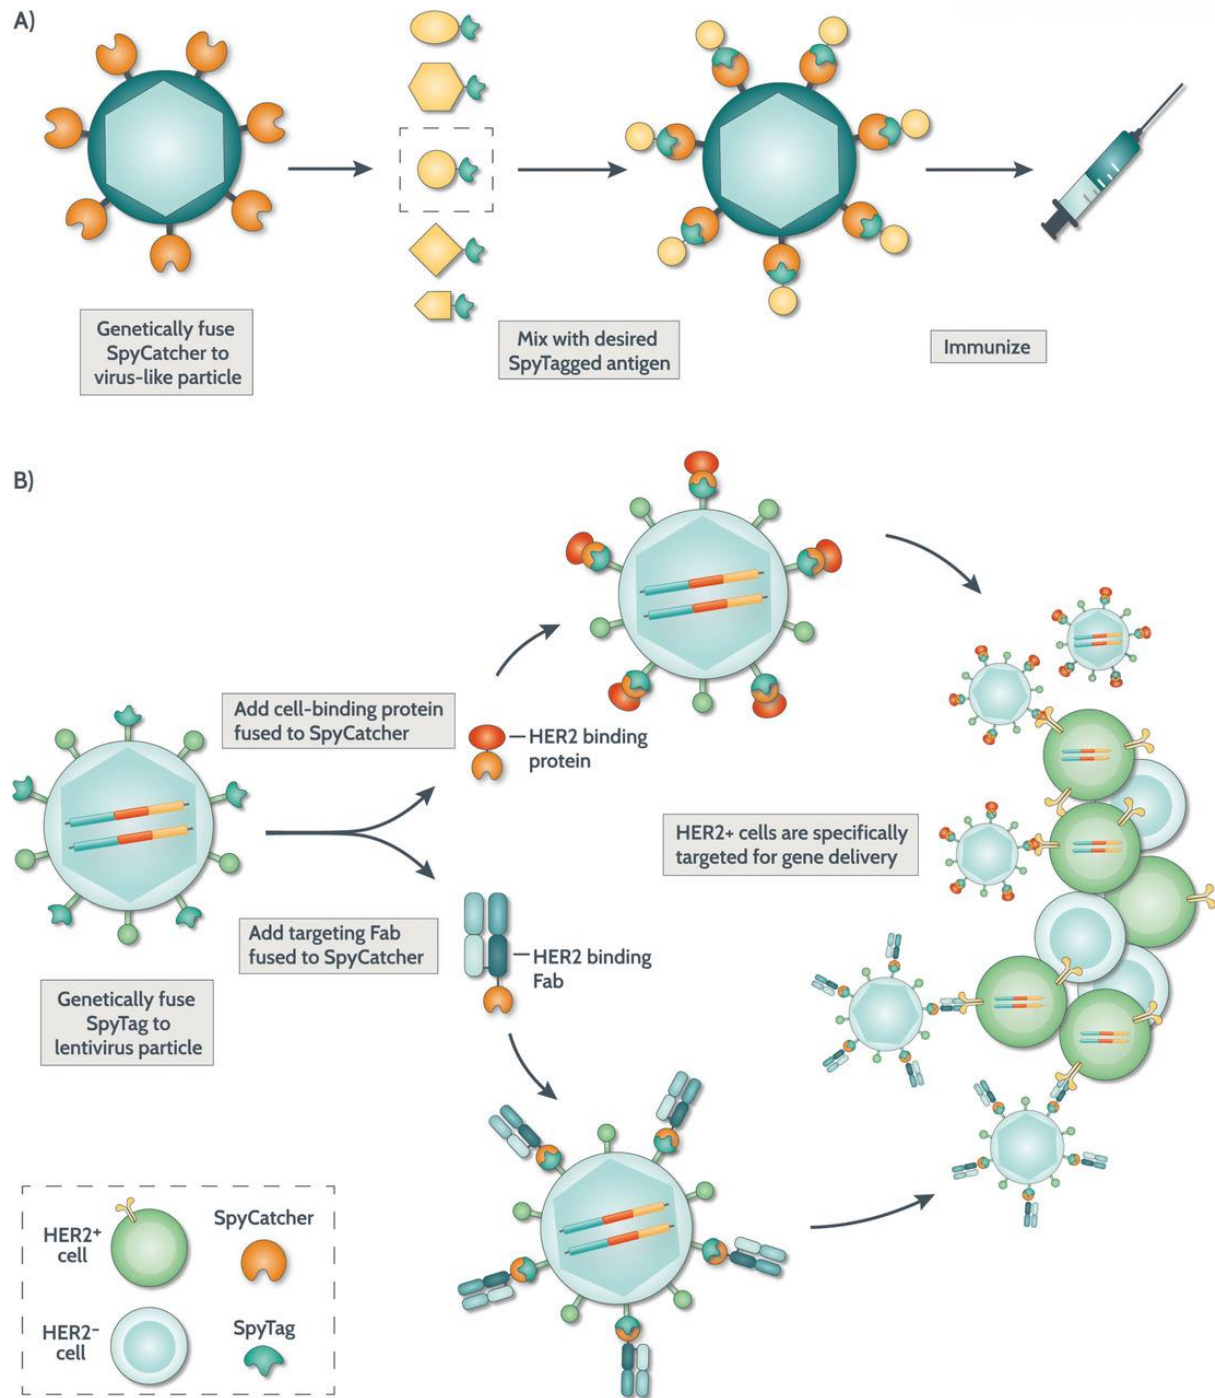 A)
Genetically fuse
SpyCatcher to
virus-like particle
Mix with desired
SpyTagged antigen
Immunize
B)
Add cell-binding protein
fused to SpyCatcher
HER2 binding
protein
HER2+ cells are specifically
targeted for gene delivery
Add targeting Fab
fused to SpyCatcher
HER2 binding
Fab
Genetically fuse
SpyTag to
lentivirus particle
HER2⁺
cell
SpyCatcher
HER2⁻
cell
SpyTag